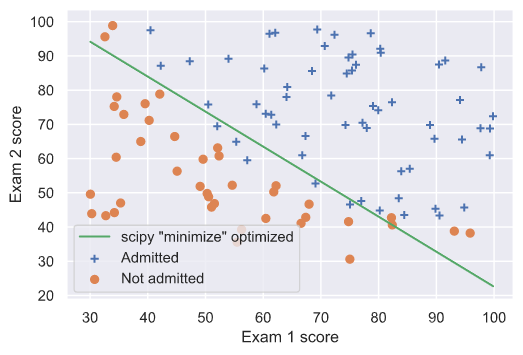 100
90
80
70
60
50
40
30
20
Exam 2 score
scipy "minimize" optimized
Admitted
Not admitted
30 40 50 60 70 80 90 100
Exam 1 score